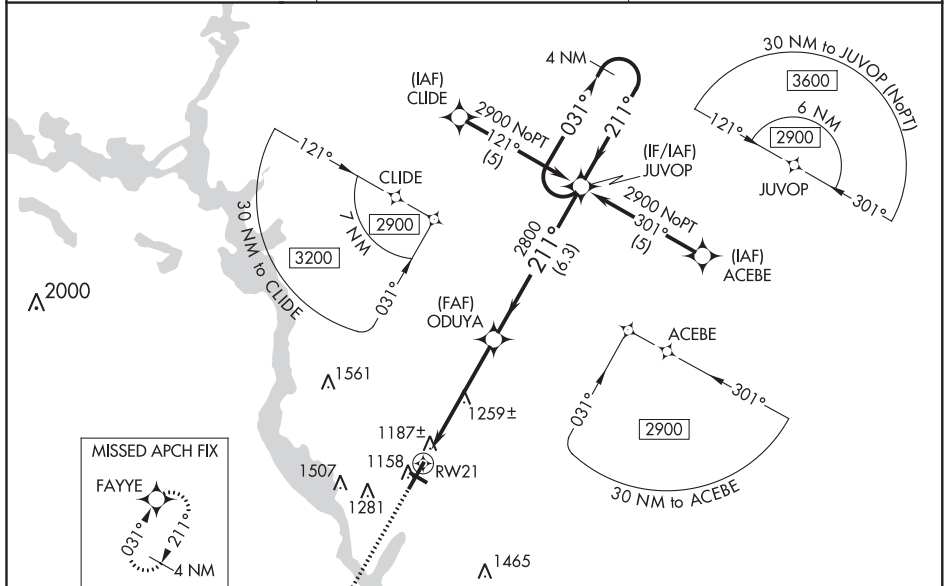 4 NM
031°
211°
(IAF)
CLIDE
2900 NoPT
121°
(5)
(IF/IAF)
JUVOP
2900 NoPT
301°
(5)
(IAF)
ACEBE
2800
211°
(6.3)
(FAF)
ODUYA
30 NM to JUVOP (NoPT)
3600
6 NM
2900
121°
JUVOP
301°
121°
CLIDE
2900
7 NM
3200
30 NM to CLIDE
031°
2000
1561
1259±
1187±
1158
RW21
1507
1281
1465
ACEBE
301°
031°
2900
30 NM to ACEBE
MISSED APCH FIX
FAYYE
031°
211°
4 NM